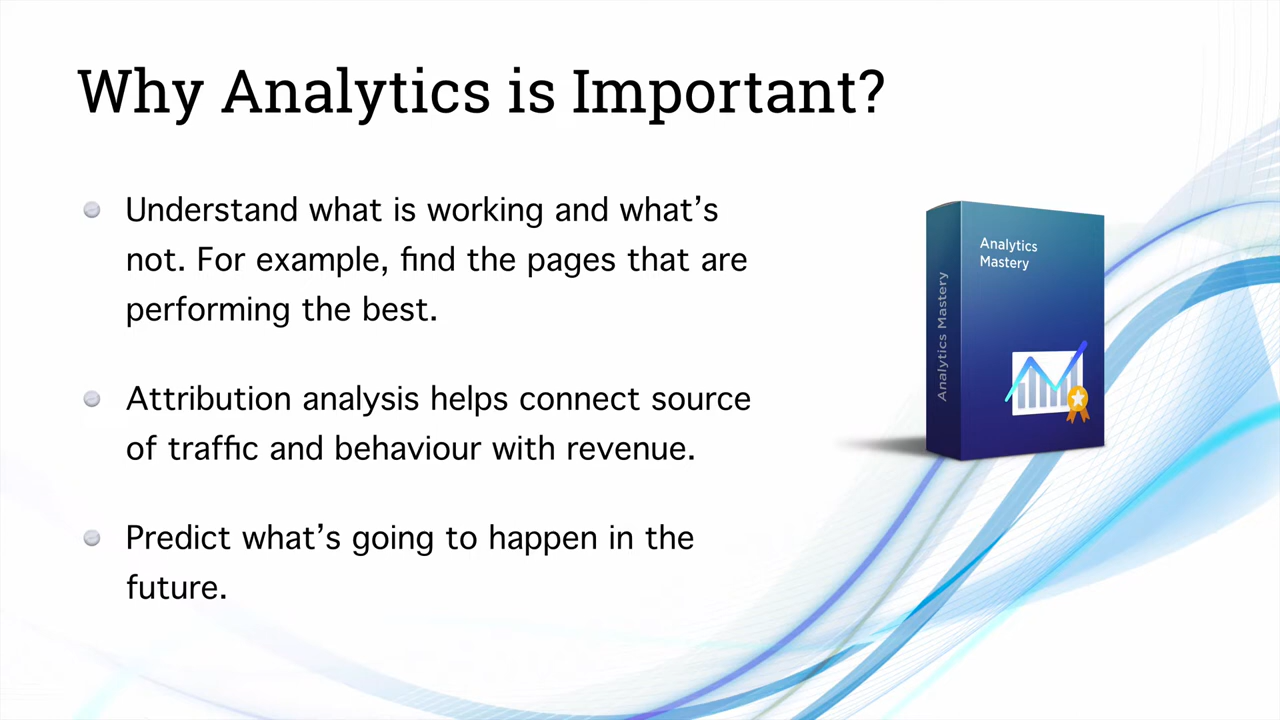 Why Analytics is Important?
Understand what is working and what’s
not. For example, find the pages that are
performing the best.
Attribution analysis helps connect source
of traffic and behaviour with revenue.
Predict what’s going to happen in the
future.
Analytics
Mastery
Analytics Mastery